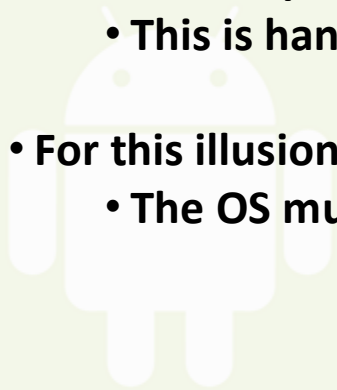 • This is han
• For this illusion
• The OS mu